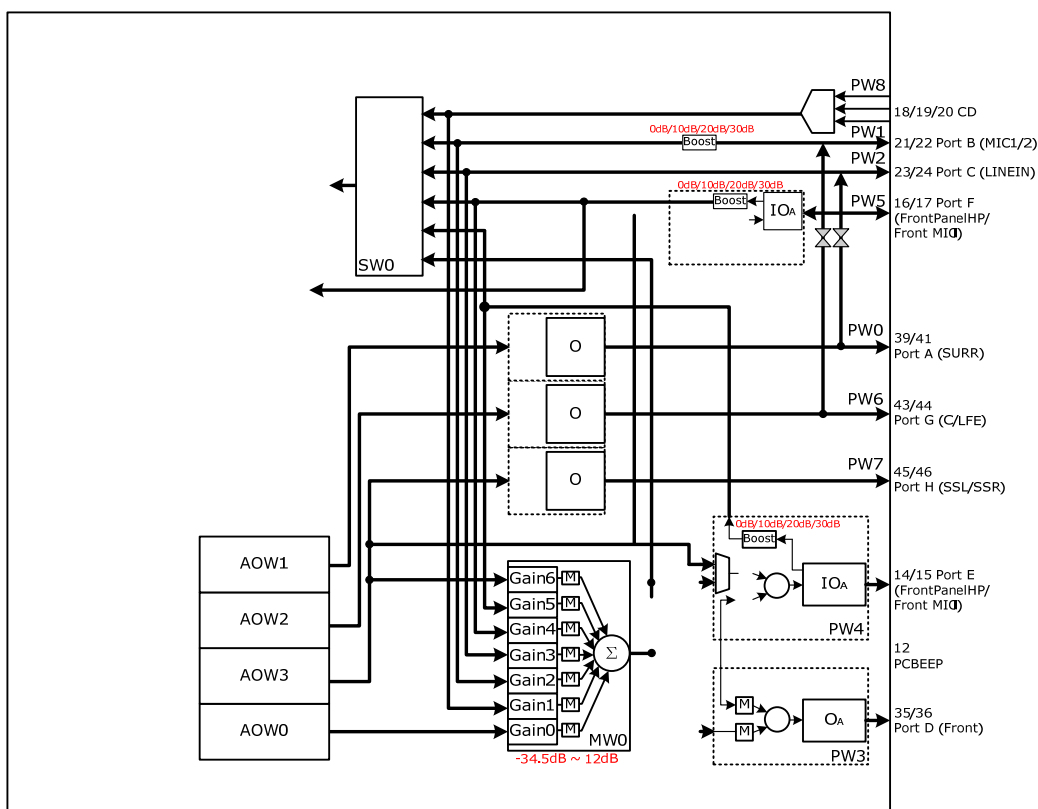 PW8
18/19/20 CD
0dB/10dB/20dB/30dB
Boost
PW1
21/22 Port B (MIC1/2)
PW2
23/24 Port C (LINEIN)
0dB/10dB/20dB/30dB
Boost
IOA
PW5
16/17 Port F
(FrontPanelHP/
Front MIC)
SW0
O
PW0
39/41
Port A (SURR)
O
PW6
43/44
Port G (C/LFE)
O
PW7
45/46
Port H (SSL/SSR)
0dB/10dB/20dB/30dB
Boost
IOA
14/15 Port E
(FrontPanelHP/
Front MIC)
PW4
12
PCBEEP
AOW1
AOW2
AOW3
AOW0
Gain6 M
Gain5 M
Gain4 M
Gain3 M
Gain2 M
Gain1 M
Gain0 M
Σ
MW0
-34.5dB ~ 12dB
M
M
OA
35/36
Port D (Front)
PW3